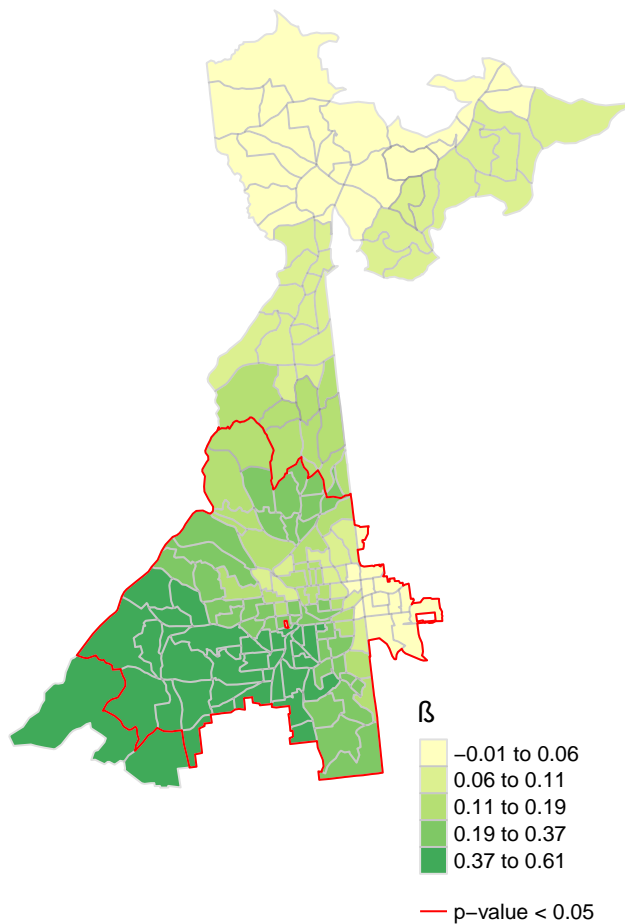 ß
−0.01 to 0.06
0.06 to 0.11
0.11 to 0.19
0.19 to 0.37
0.37 to 0.61
p−value < 0.05